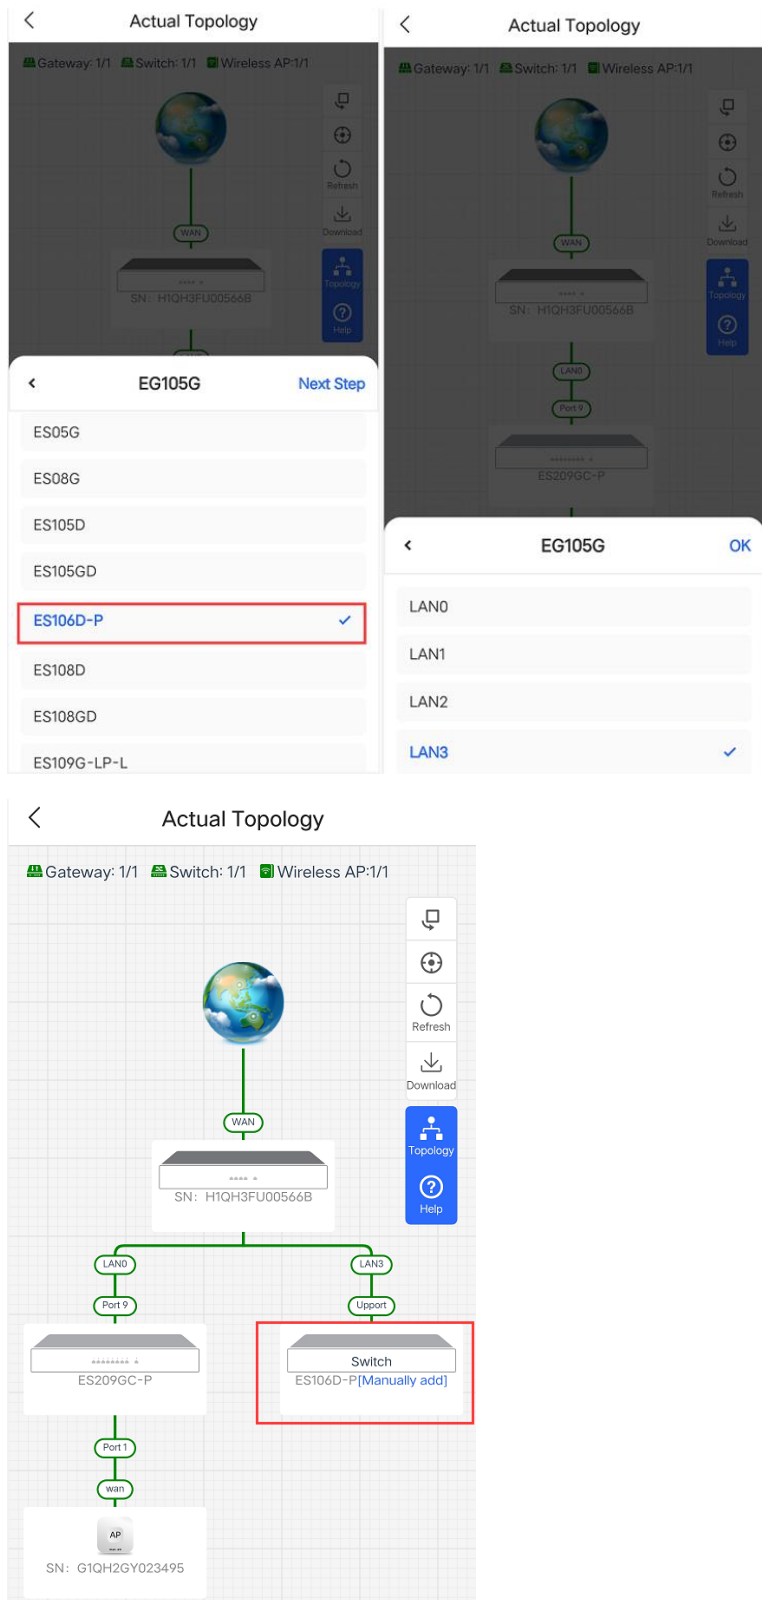 Actual Topology
Gateway: 1/1 Switch: 1/1 Wireless AP:1/1
Refresh
Download
WAN
Topology
SN: H1QH3FU00566B
Help
EG105G
Next Step
ES05G
ES08G
ES105D
ES105GD
ES106D-P
ES108D
ES108GD
ES109G-LP-L
Actual Topology
Gateway: 1/1 Switch: 1/1 Wireless AP:1/1
Refresh
Download
WAN
Topology
SN: H1QH3FU00566B
Help
LAN0
Port 9
ES209GC-P
EG105G
OK
LAN0
LAN1
LAN2
LAN3
Actual Topology
Gateway: 1/1 Switch: 1/1 Wireless AP:1/1
Refresh
Download
WAN
Topology
SN: H1QH3FU00566B
Help
LAN0 LAN3
Port 9 Upport
Switch
ES209GC-P ES106D-P[Manually add]
Port 1
wan
AP
SN: G1QH2GY023495